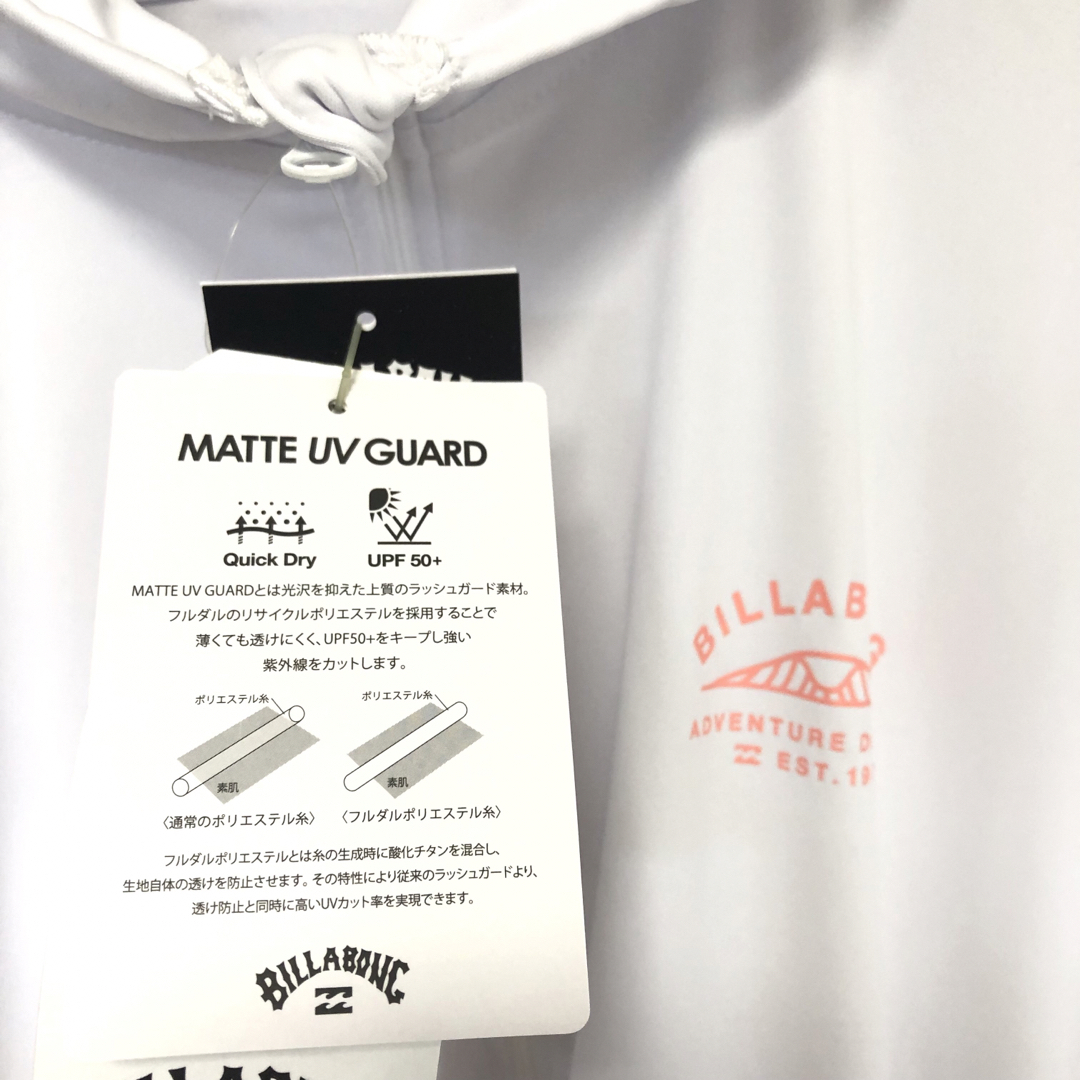 MATTE UV GUARD
Quick Dry
UPF 50+
MATTE UV GUARDとは光沢を抑えた上質のラッシュガード素材。
フルダルのリサイクルポリエステルを採用することで
薄くても透けにくく、UPF50+をキープし強い
紫外線をカットします。
ポリエステル糸
ポリエステル糸
素肌
素肌
〈通常のポリエステル糸〉
〈フルダルポリエステル糸〉
フルダルポリエステルとは糸の生成時に酸化チタンを混合し、
生地自体の透けを防止させます。その特性により従来のラッシュガードより、
透け防止と同時に高いUVカット率を実現できます。
BILLABONG
BILLAB
ADVENTURE D
EST. 19